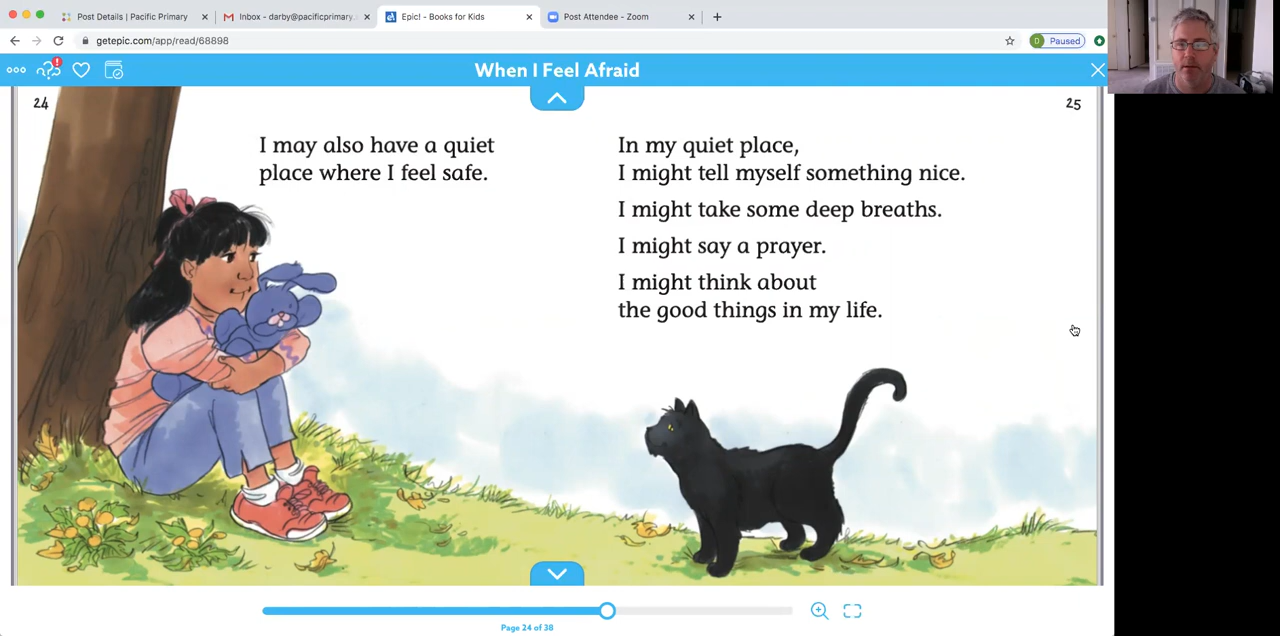 Post Details | Pacific Primary
Inbox - darby@pacificprimary.
Epic! - Books for Kids
Post Attendee - Zoom
getepic.com/app/read/68898
D Paused
When I Feel Afraid
24
I may also have a quiet
place where I feel safe.
25
In my quiet place,
I might tell myself something nice.
I might take some deep breaths.
I might say a prayer.
I might think about
the good things in my life.
Page 24 of 38